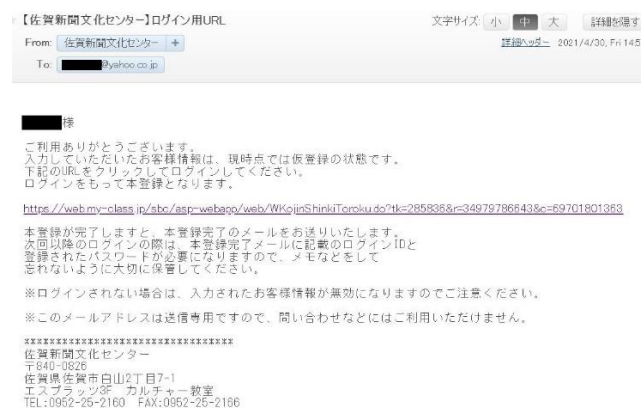 【佐賀新聞文化センター】ログイン用URL
文字サイズ 小 中 大 詳細を隠す
From: 佐賀新聞文化センター +
詳細ヘッダー 2021/4/30, Fri 14:5
To: @yahoo.co.jp
様
ご利用ありがとうございます。
入力していただいたお客様情報は、現時点では仮登録の状態です。
下記のURLをクリックしてログインしてください。
ログインをもって本登録となります。
https://web.my-class.jp/sbc/asp-webapp/web/WKojinShinkiToroku.do?tk=285836&r=34979786643&c=69701801363
本登録が完了しますと、本登録完了のメールをお送りいたします。
次回以降のログインの際は、本登録完了メールに記載のログインIDと
登録されたパスワードが必要になりますので、メモなどをして
忘れないように大切に保管してください。
※ログインされない場合は、入力されたお客様情報が無効になりますのでご注意ください。
※このメールアドレスは送信専用ですので、問い合わせなどにはご利用いただけません。
********************************
佐賀新聞文化センター
〒840-0826
佐賀県佐賀市白山2丁目7-1
エスプラッツ3F カルチャー教室
TEL:0952-25-2160 FAX:0952-25-2166